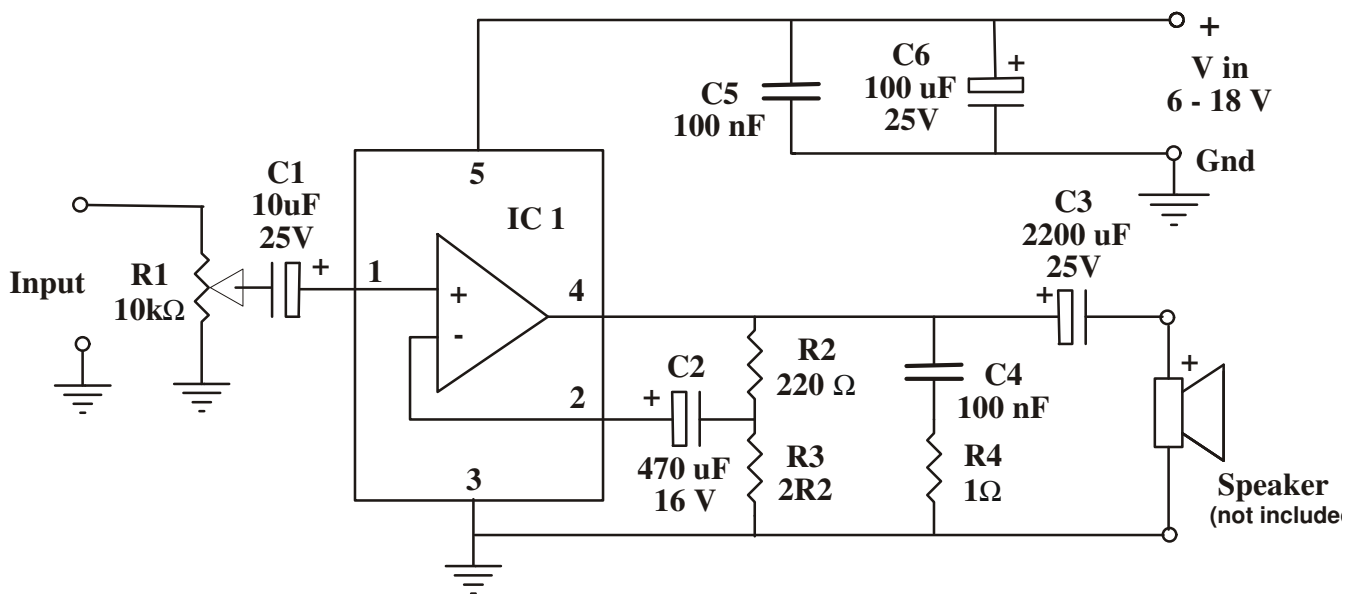 +
V in
6 - 18 V
Gnd
C6
100 uF
25V
+
C5
100 nF
C1
10uF
25V
+
Input
R1
10kΩ
5
IC 1
1
+
-
4
2
3
C2
+
470 uF
16 V
R2
220 Ω
R3
2R2
C4
100 nF
R4
1Ω
C3
2200 uF
25V
+
+
Speaker
(not include